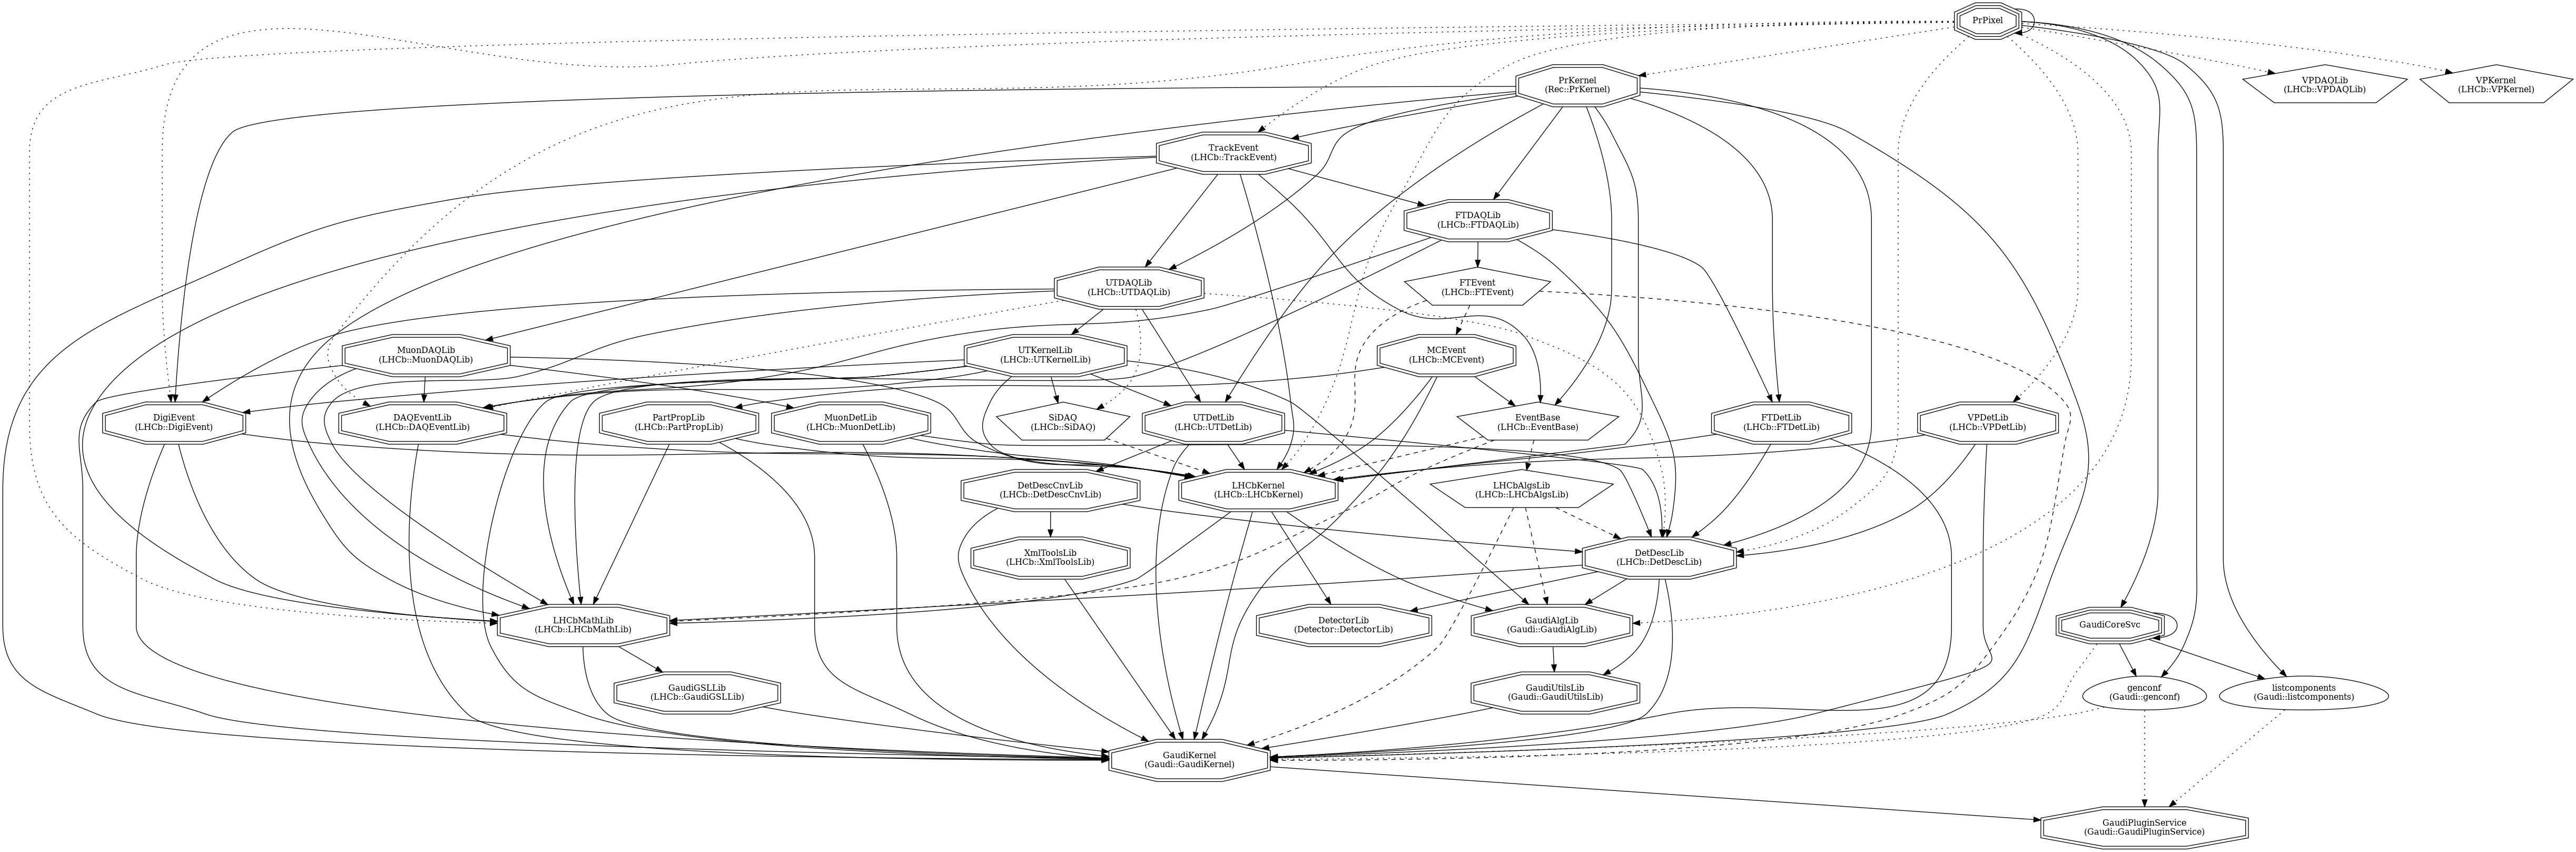 PrPixel
PrKernel
(Rec::PrKernel)
VPDAQLib
(LHCb::VPDAQLib)
VPKernel
(LHCb::VPKernel)
TrackEvent
(LHCb::TrackEvent)
FTDAQLib
(LHCb::FTDAQLib)
UTDAQLib
(LHCb::UTDAQLib)
FTEvent
(LHCb::FTEvent)
MuonDAQLib
(LHCb::MuonDAQLib)
UTKernelLib
(LHCb::UTKernelLib)
MCEvent
(LHCb::MCEvent)
DigiEvent
(LHCb::DigiEvent)
DAQEventLib
(LHCb::DAQEventLib)
PartPropLib
(LHCb::PartPropLib)
MuonDetLib
(LHCb::MuonDetLib)
SiDAQ
(LHCb::SiDAQ)
UTDetLib
(LHCb::UTDetLib)
EventBase
(LHCb::EventBase)
FTDetLib
(LHCb::FTDetLib)
VPDetLib
(LHCb::VPDetLib)
DetDescCnvLib
(LHCb::DetDescCnvLib)
LHCbKernel
(LHCb::LHCbKernel)
LHCbAlgsLib
(LHCb::LHCbAlgsLib)
XmlToolsLib
(LHCb::XmlToolsLib)
DetDescLib
(LHCb::DetDescLib)
LHCbMathLib
(LHCb::LHCbMathLib)
DetectorLib
(Detector::DetectorLib)
GaudiAlgLib
(Gaudi::GaudiAlgLib)
GaudiCoreSvc
GaudiGSLLib
(LHCb::GaudiGSLLib)
GaudiUtilsLib
(Gaudi::GaudiUtilsLib)
genconf
(Gaudi::genconf)
listcomponents
(Gaudi::listcomponents)
GaudiKernel
(Gaudi::GaudiKernel)
GaudiPluginService
(Gaudi::GaudiPluginService)